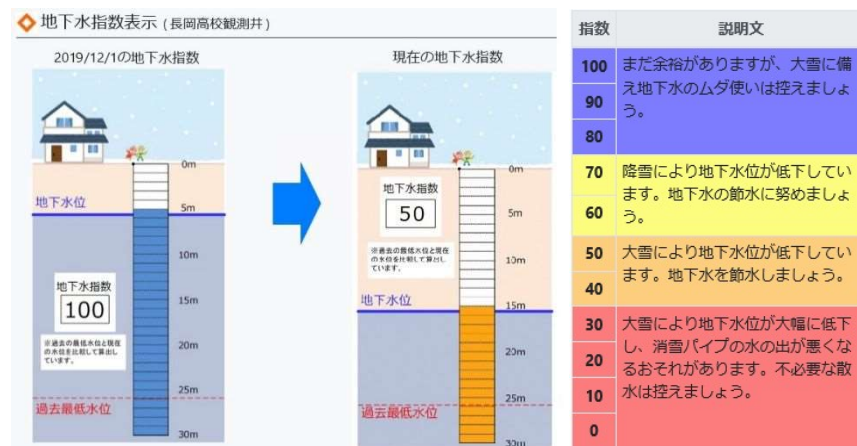 地下水指数表示（長岡高校観測井）
2019/12/1の地下水指数
0m
地下水位
5m
10m
地下水指数
100
15m
※過去の最低水位と現在
の水位を比較して算出し
ています。
20m
25m
過去最低水位
30m
現在の地下水指数
0m
地下水指数
50
5m
※過去の最低水位と現在
の水位を比較して算出し
ています。
10m
地下水位
15m
20m
25m
過去最低水位
30m
指数
説明文
100
90
80
まだ余裕がありますが、大雪に備
え地下水のムダ使いは控えましょ
う。
70
60
降雪により地下水位が低下してい
ます。地下水の節水に努めましょ
う。
50
40
大雪により地下水位が低下してい
ます。地下水を節水しましょう。
30
20
10
0
大雪により地下水位が大幅に低下
し、消雪パイプの水の出が悪くな
るおそれがあります。不必要な散
水は控えましょう。